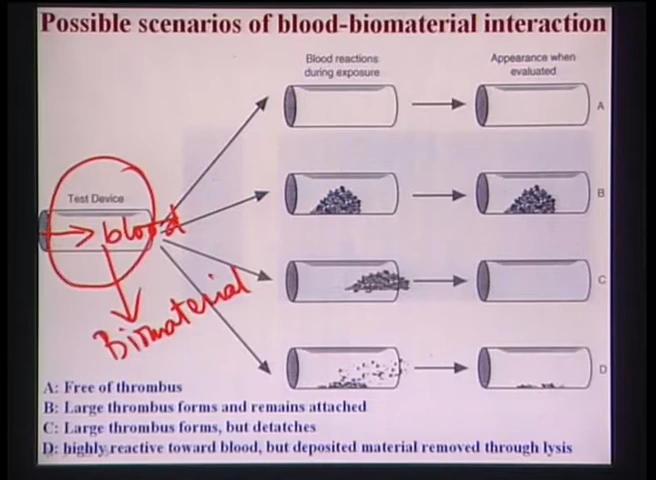 Possible scenarios of blood-biomaterial interaction
Blood reactions
during exposure
Appearance when
evaluated
A
Test Device
B
blood
C
Biomaterial
D
A: Free of thrombus
B: Large thrombus forms and remains attached
C: Large thrombus forms, but detatches
D: highly reactive toward blood, but deposited material removed through lysis